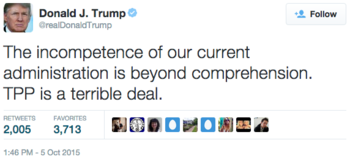 Donald J. Trump
@realDonaldTrump
Follow
The incompetence of our current
administration is beyond comprehension.
TPP is a terrible deal.
RETWEETS FAVORITES
2,005 3,713
1:46 PM - 5 Oct 2015